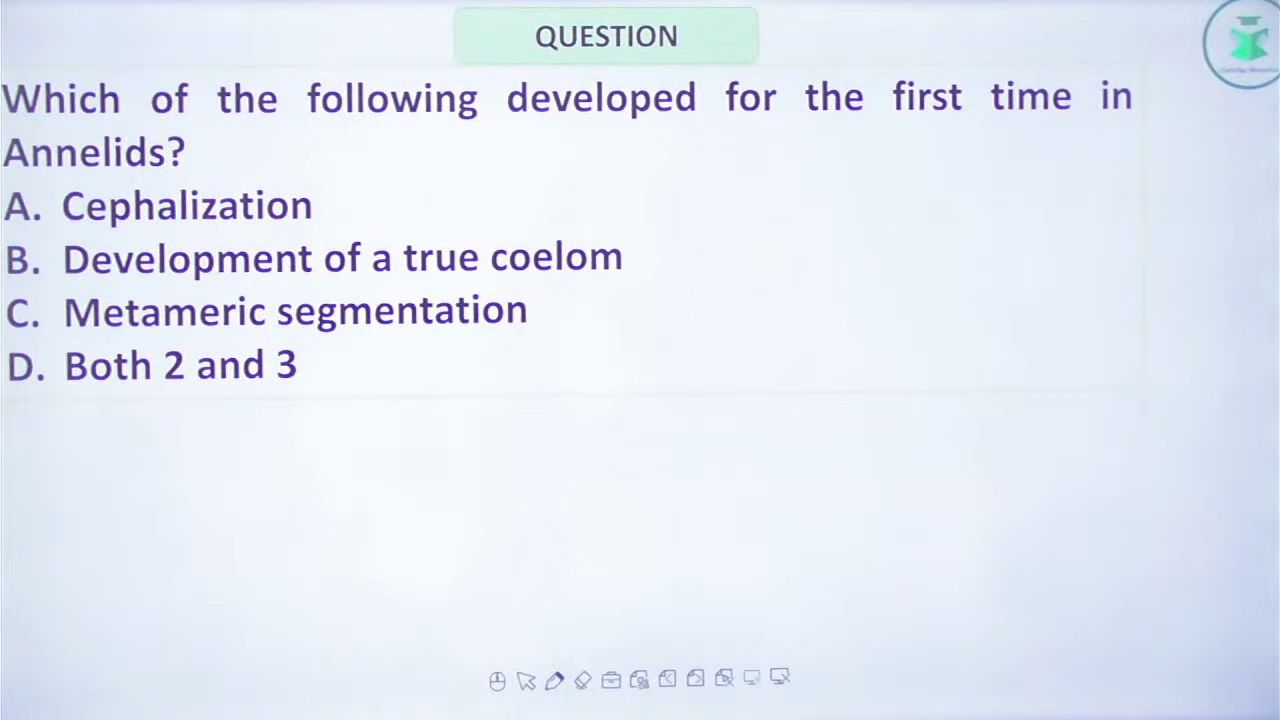 QUESTION
Which of the following developed for the first time in
Annelids?
A. Cephalization
B. Development of a true coelom
C. Metameric segmentation
D. Both 2 and 3